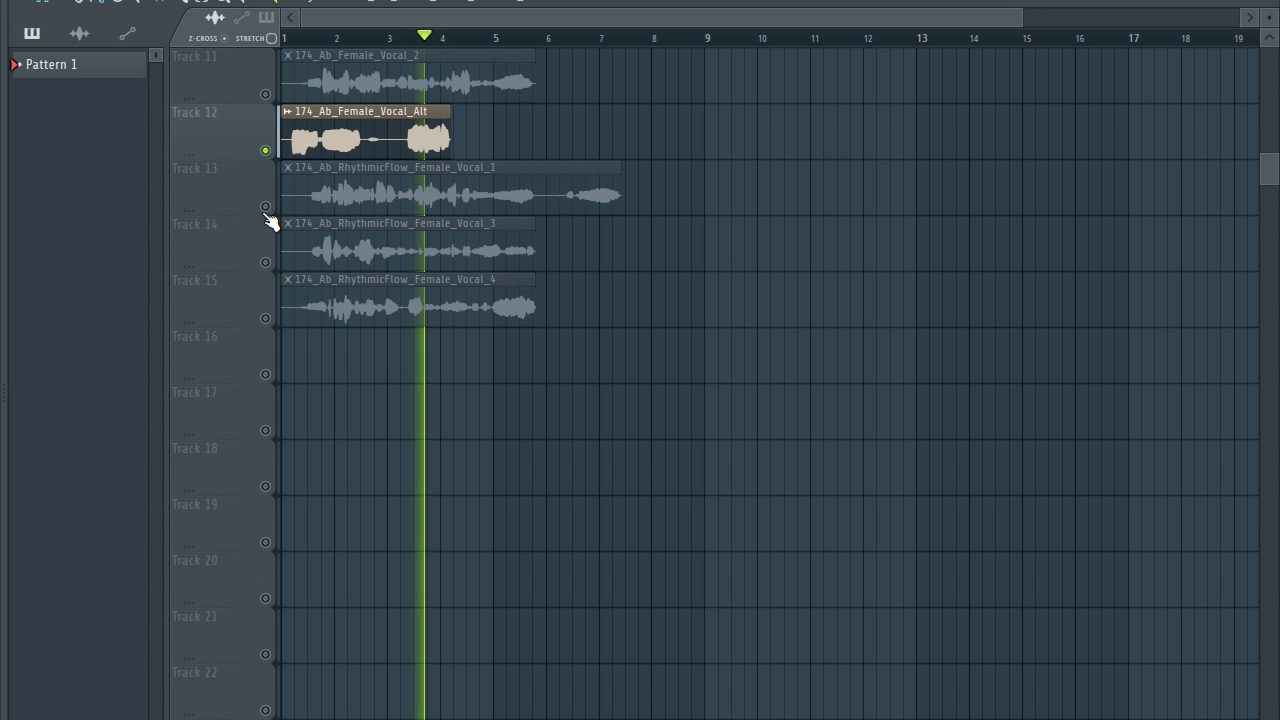 Z-CROSS STRETCH
1 2 3 4 5 6 7 8 9 10 11 12 13 14 15 16 17 18 19
Pattern 1
Track 11
174_Ab_Female_Vocal_2
Track 12
174_Ab_Female_Vocal_Alt
Track 13
174_Ab_RhythmicFlow_Female_Vocal_1
Track 14
174_Ab_RhythmicFlow_Female_Vocal_3
Track 15
174_Ab_RhythmicFlow_Female_Vocal_4
Track 16
Track 17
Track 18
Track 19
Track 20
Track 21
Track 22